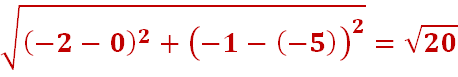 √((−2 − 0)² + (−1 − (−5))²) = √20